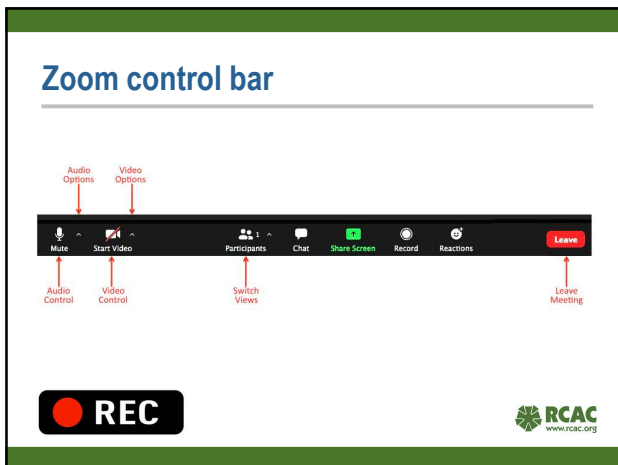 Zoom control bar
Audio Options
Video Options
1
Mute
Start Video
Participants
Chat
Share Screen
Record
Reactions
Leave
Audio Control
Video Control
Switch Views
Leave Meeting
REC
RCAC
www.rcac.org